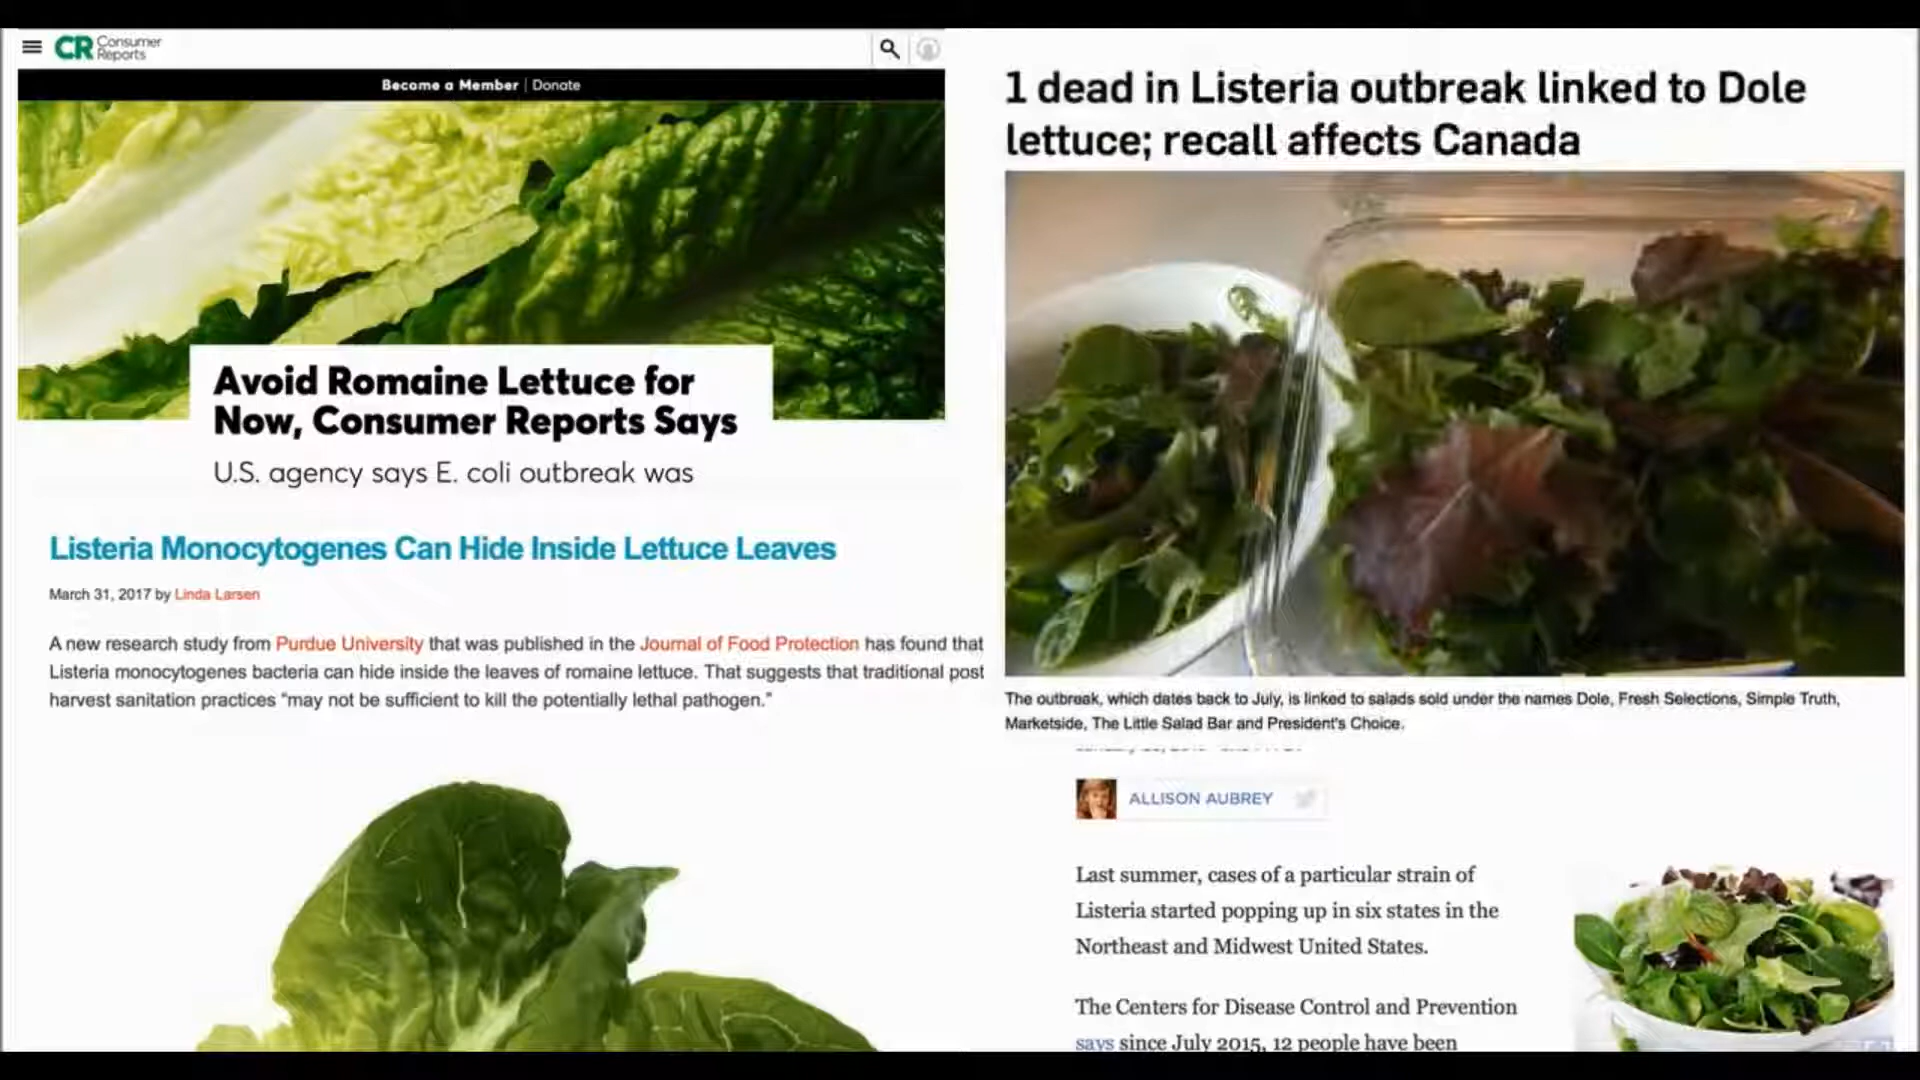 CR Consumer
Reports
Become a Member | Donate
Avoid Romaine Lettuce for
Now, Consumer Reports Says
U.S. agency says E. coli outbreak was
Listeria Monocytogenes Can Hide Inside Lettuce Leaves
March 31, 2017 by Linda Larsen
A new research study from Purdue University that was published in the Journal of Food Protection has found that
Listeria monocytogenes bacteria can hide inside the leaves of romaine lettuce. That suggests that traditional post
harvest sanitation practices “may not be sufficient to kill the potentially lethal pathogen.”
1 dead in Listeria outbreak linked to Dole
lettuce; recall affects Canada
The outbreak, which dates back to July, is linked to salads sold under the names Dole, Fresh Selections, Simple Truth,
Marketside, The Little Salad Bar and President's Choice.
ALLISON AUBREY
Last summer, cases of a particular strain of
Listeria started popping up in six states in the
Northeast and Midwest United States.
The Centers for Disease Control and Prevention
says since July 2015, 12 people have been